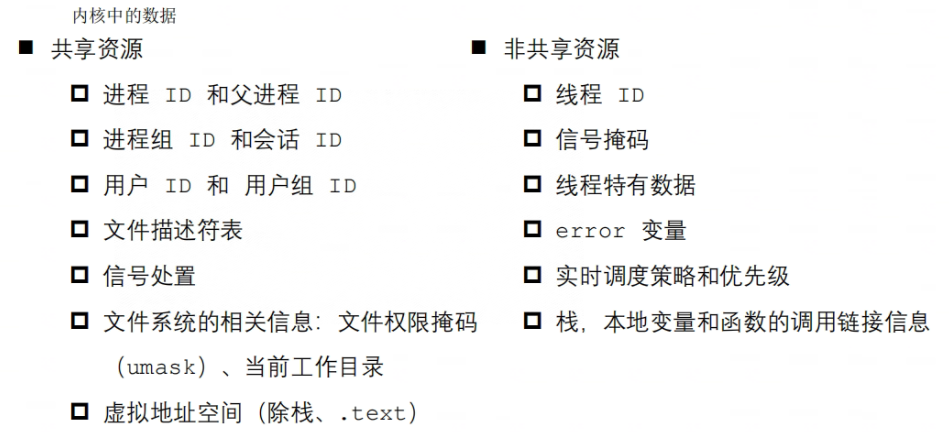 内核中的数据
■ 共享资源
进程 ID 和父进程 ID
进程组 ID 和会话 ID
用户 ID 和 用户组 ID
文件描述符表
信号处置
文件系统的相关信息：文件权限掩码
（umask）、当前工作目录
虚拟地址空间（除栈、.text）
■ 非共享资源
线程 ID
信号掩码
线程特有数据
error 变量
实时调度策略和优先级
栈，本地变量和函数的调用链接信息